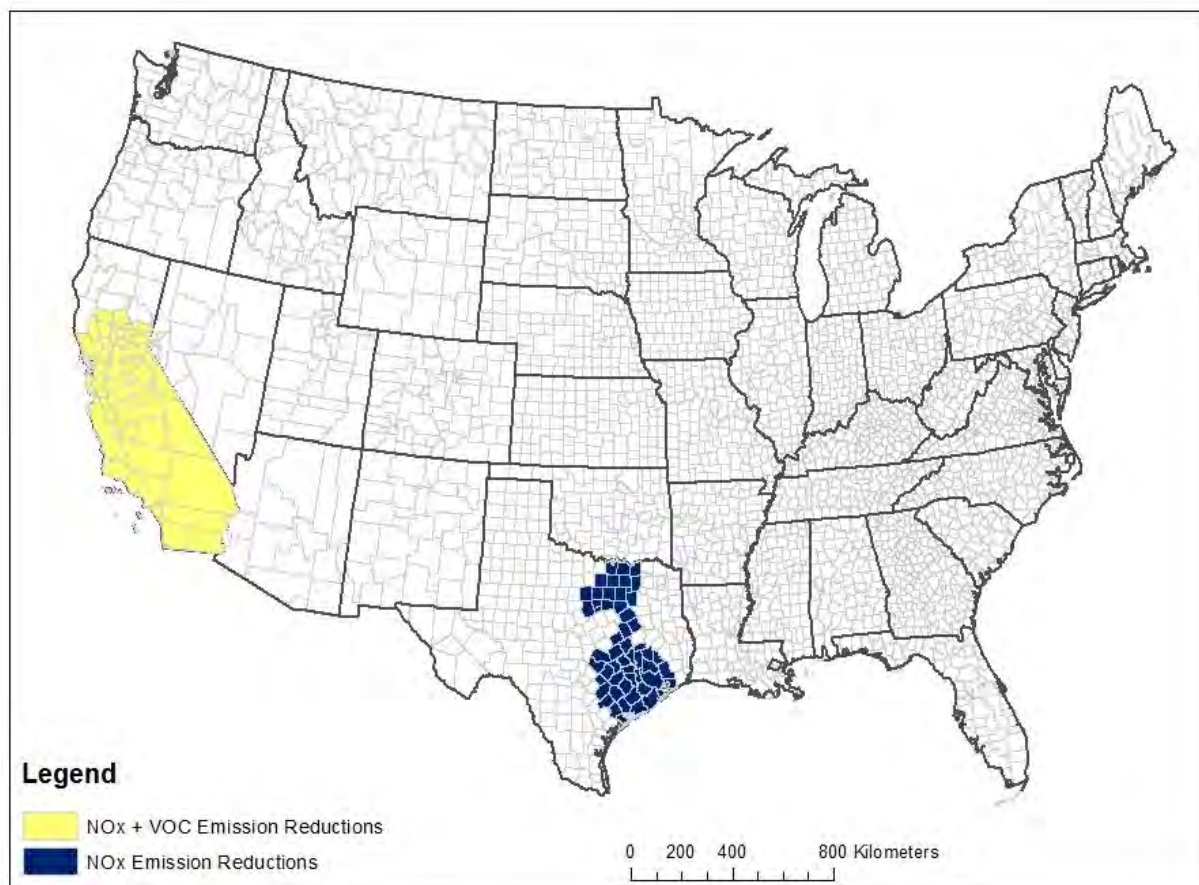 Legend
NOx + VOC Emission Reductions
NOx Emission Reductions
0 200 400 800 Kilometers